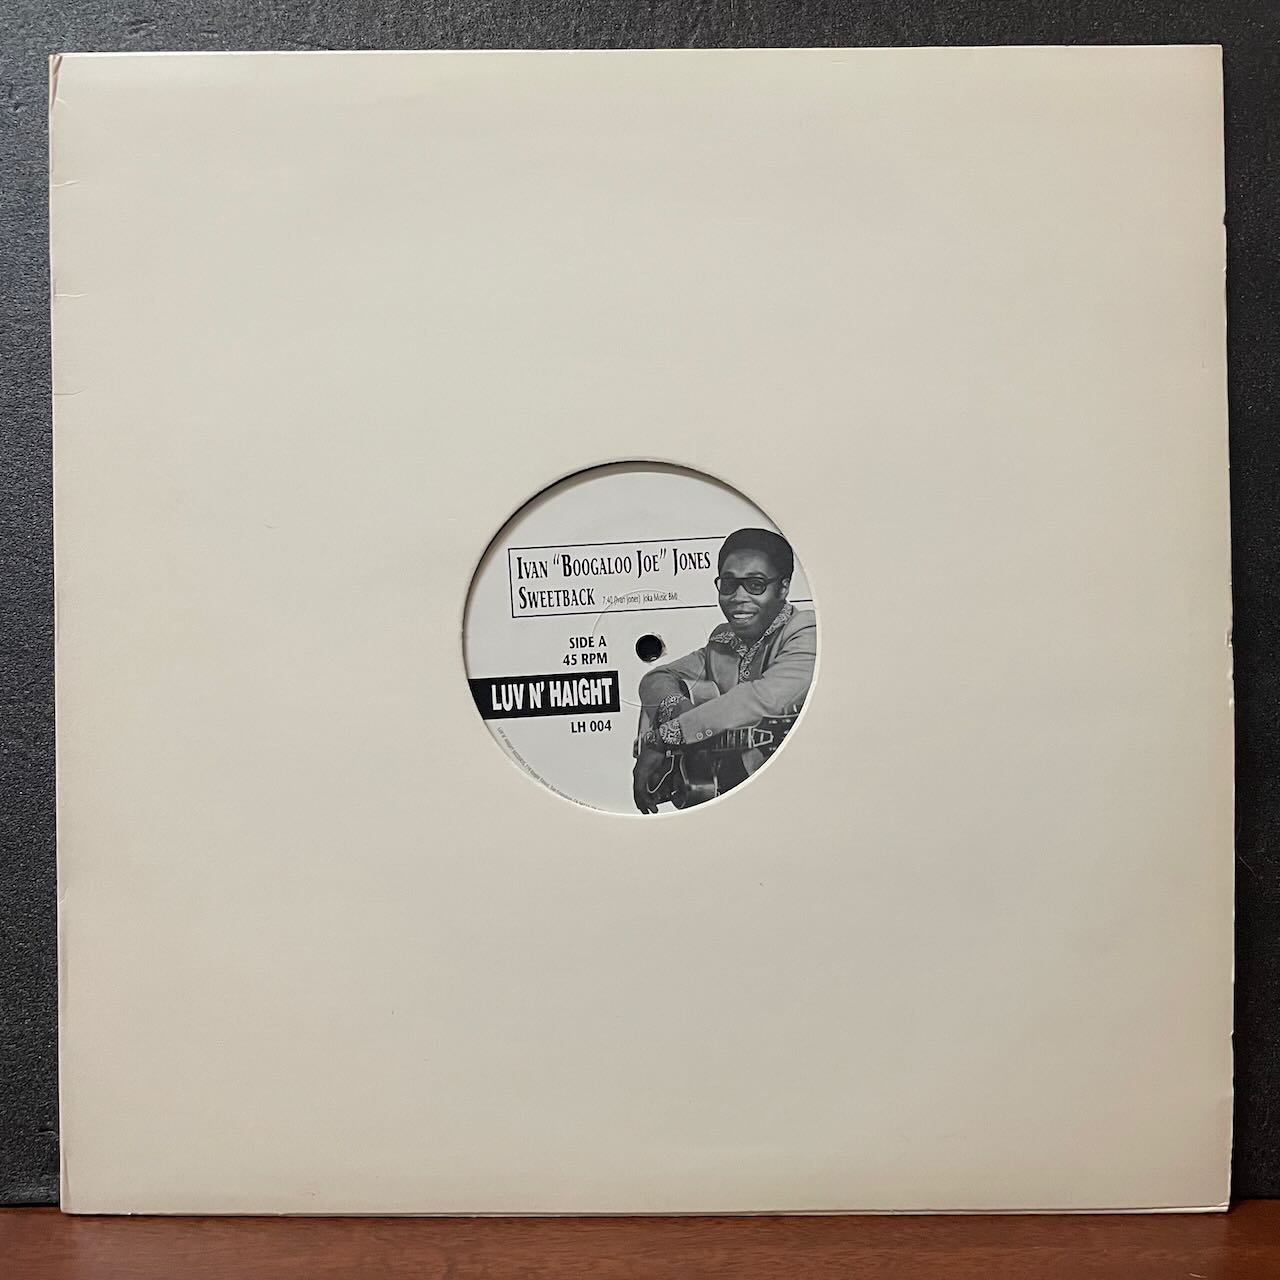 IVAN "BOOGALOO JOE" JONES
SWEETBACK 7:40 (Ivan Jones) Joka Music BMI
SIDE A
45 RPM
LUV N' HAIGHT
LH 004